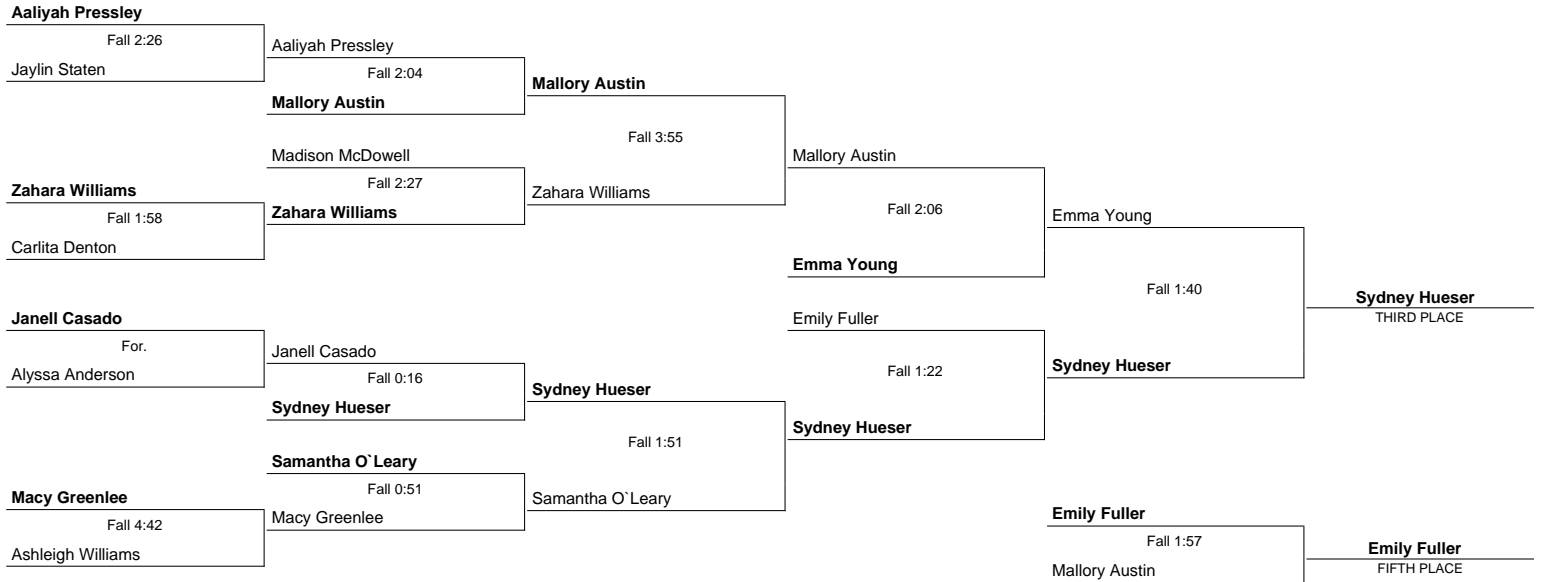 Aaliyah Pressley
Fall 2:26
Jaylin Staten
Zahara Williams
Fall 1:58
Carlita Denton
Janell Casado
For.
Alyssa Anderson
Macy Greenlee
Fall 4:42
Ashleigh Williams
Aaliyah Pressley
Fall 2:04
Mallory Austin
Madison McDowell
Fall 2:27
Zahara Williams
Janell Casado
Fall 0:16
Sydney Hueser
Samantha O`Leary
Fall 0:51
Macy Greenlee
Mallory Austin
Fall 3:55
Zahara Williams
Sydney Hueser
Fall 1:51
Samantha O`Leary
Mallory Austin
Fall 2:06
Emma Young
Emily Fuller
Fall 1:22
Sydney Hueser
Emma Young
Fall 1:40
Sydney Hueser
Sydney Hueser
THIRD PLACE
Emily Fuller
Fall 1:57
Mallory Austin
Emily Fuller
FIFTH PLACE